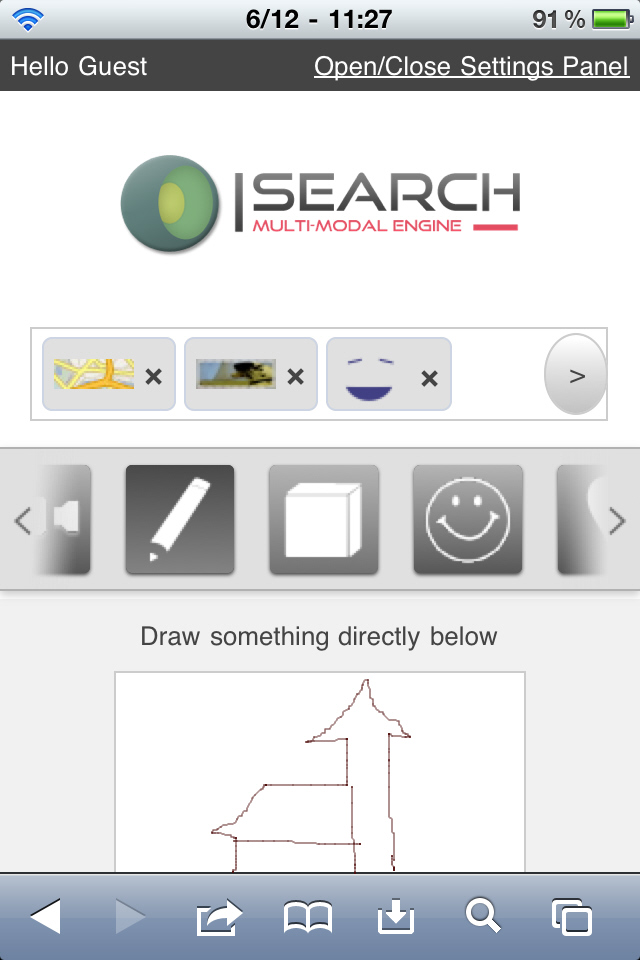 6/12 - 11:27
91 %
Hello Guest
Open/Close Settings Panel
|SEARCH
MULTI-MODAL ENGINE
>
Draw something directly below